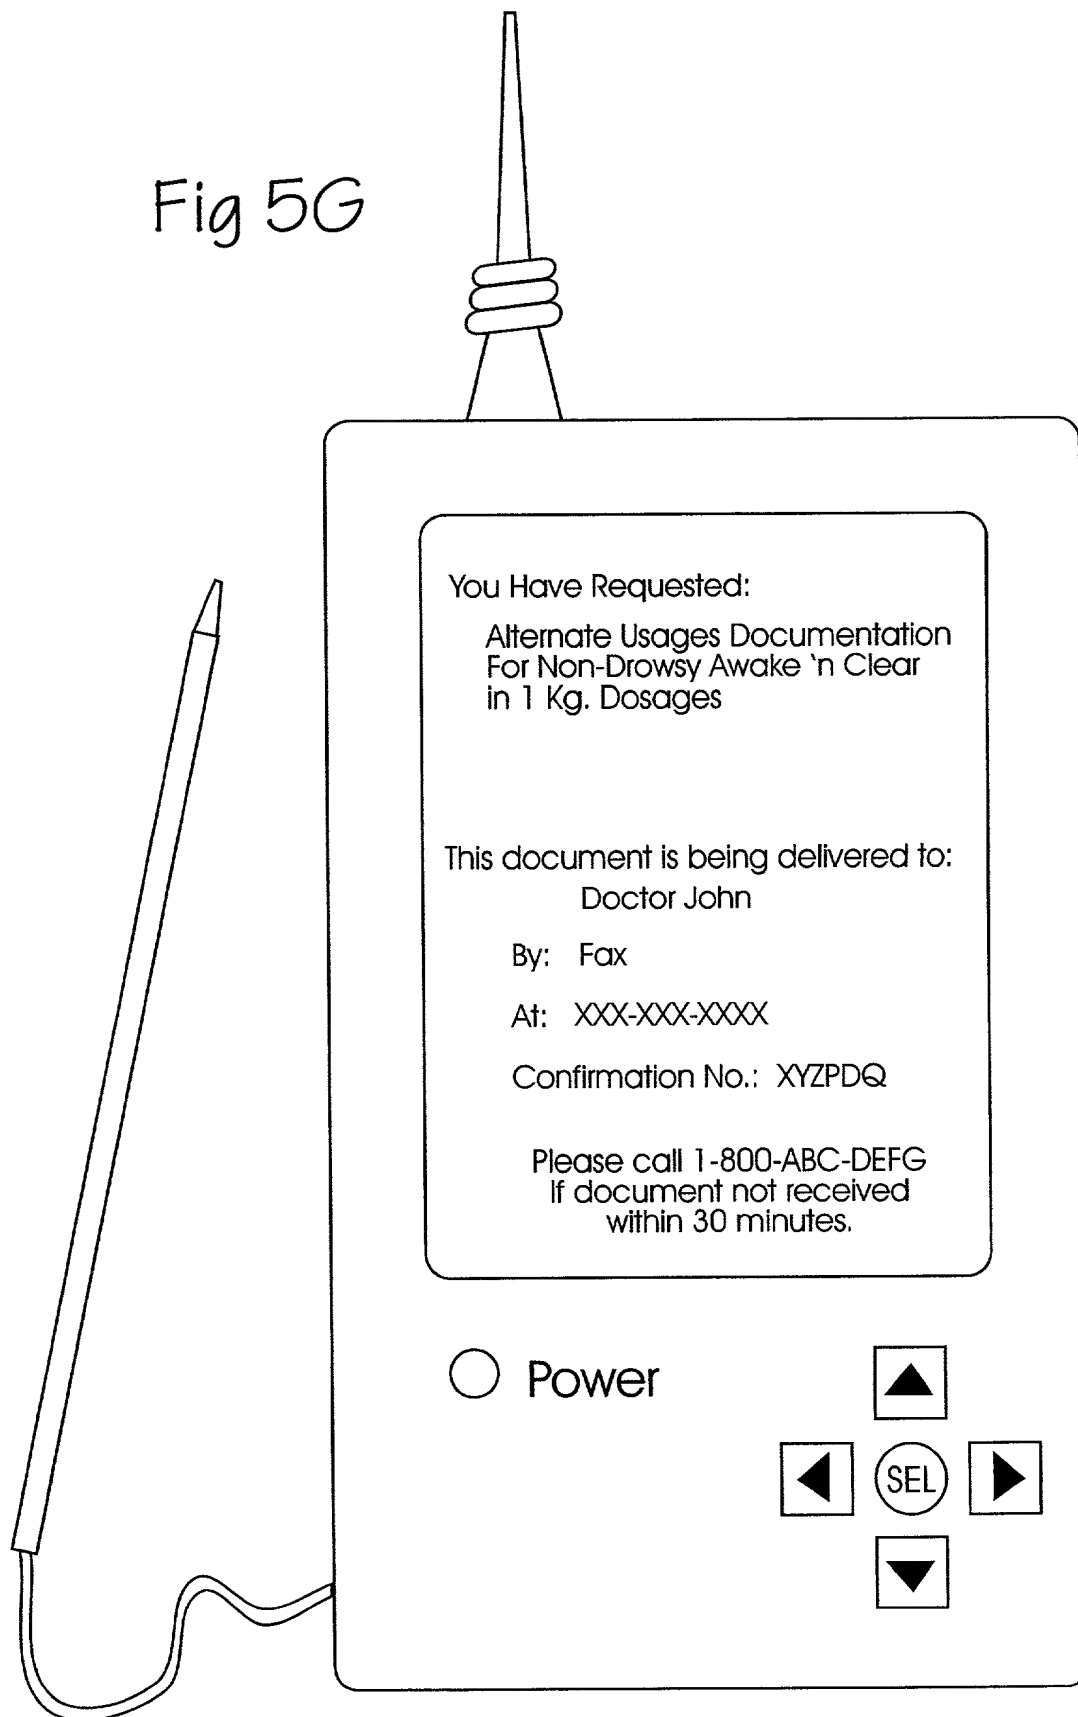 Fig 5G
You Have Requested:
Alternate Usages Documentation
For Non-Drowsy Awake 'n Clear
in 1 Kg. Dosages
This document is being delivered to:
Doctor John
By: Fax
At: XXX-XXX-XXXX
Confirmation No.: XYZPDQ
Please call 1-800-ABC-DEFG
If document not received
within 30 minutes.
Power
SEL